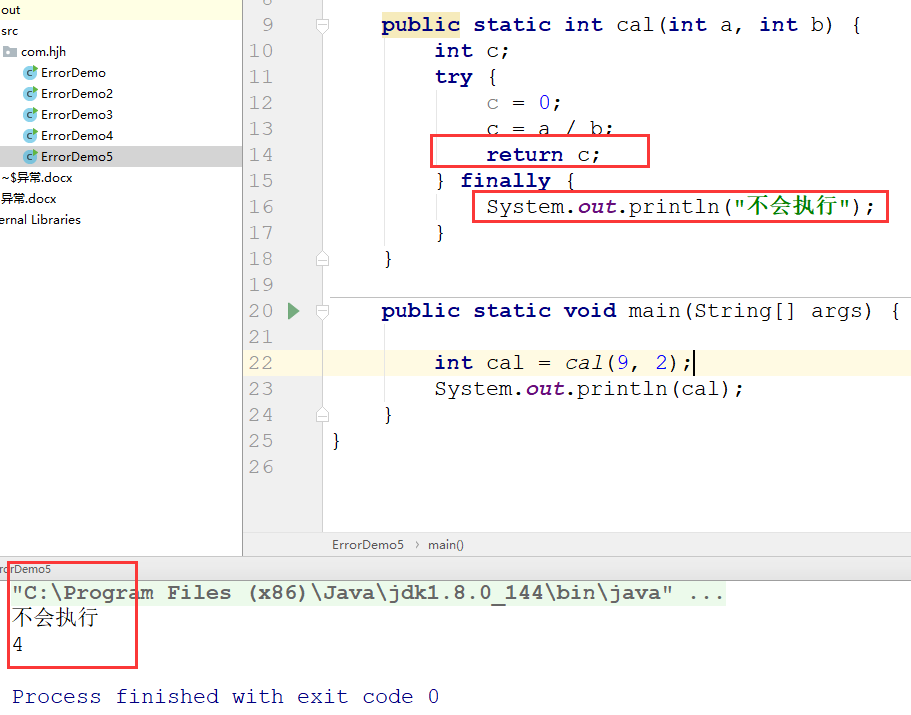 out
src
com.hjh
ErrorDemo
ErrorDemo2
ErrorDemo3
ErrorDemo4
ErrorDemo5
~$异常.docx
异常.docx
ernal Libraries
9 public static int cal(int a, int b) {
10 int c;
11 try {
12 c = 0;
13 c = a / b;
14 return c;
15 } finally {
16 System.out.println("不会执行");
17 }
18 }
19
20 public static void main(String[] args) {
21
22 int cal = cal(9, 2);
23 System.out.println(cal);
24 }
25 }
26
ErrorDemo5 › main()
rorDemo5
"C:\Program Files (x86)\Java\jdk1.8.0_144\bin\java" ...
不会执行
4
Process finished with exit code 0